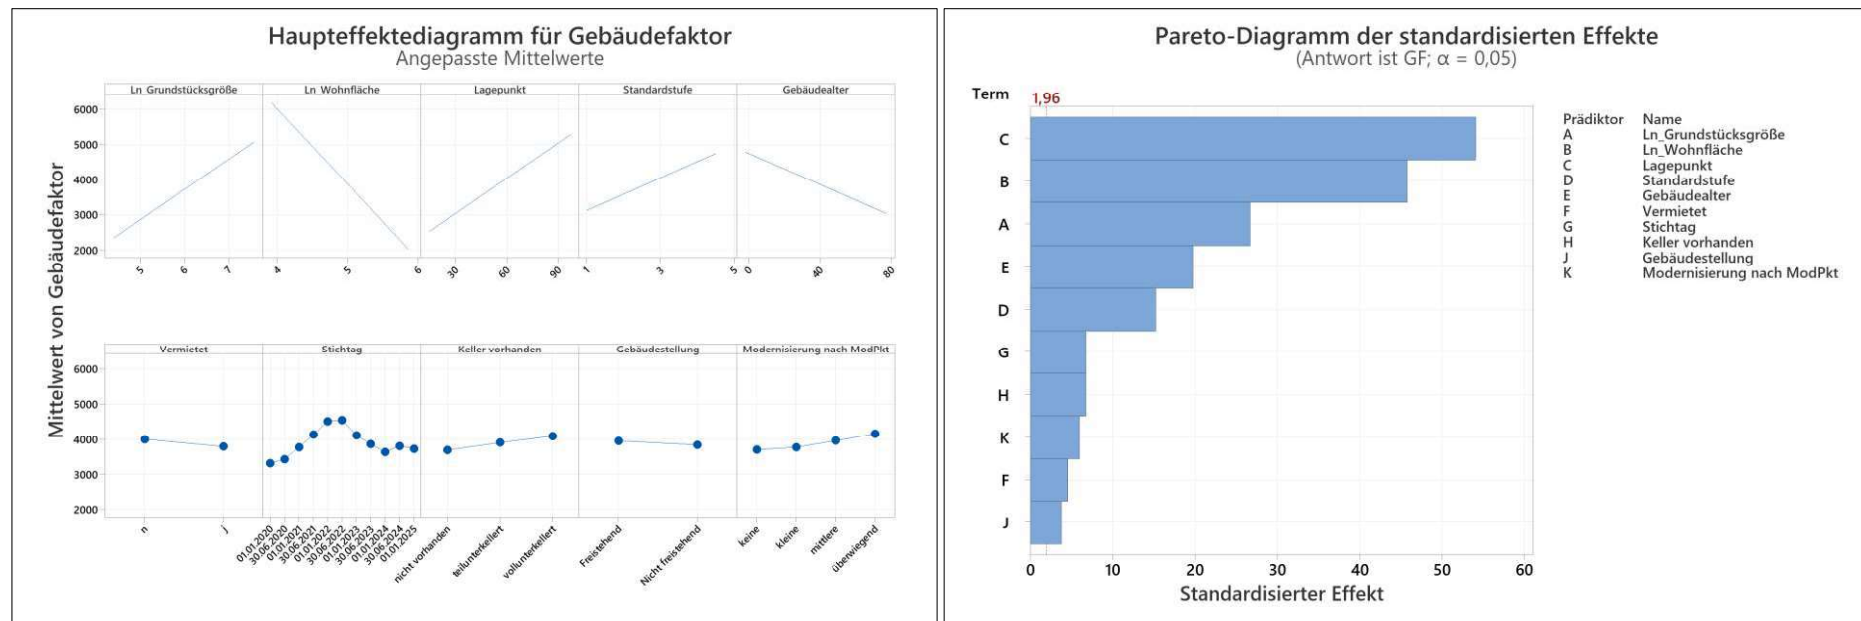 Haupteffektediagramm für Gebäudefaktor
Angepasste Mittelwerte
Mittelwert von Gebäudefaktor
Ln_Grundstücksgröße Ln_Wohnfläche Lagepunkt Standardstufe Gebäudealter
6000
5000
4000
3000
2000
5 6 7 4 5 6 30 60 90 1 3 5 0 40 80
Vermietet Stichtag Keller vorhanden Gebäudestellung Modernisierung nach ModPkt
6000
5000
4000
3000
2000
n j 01.01.2020 30.06.2020 01.01.2021 30.06.2021 01.01.2022 30.06.2022 01.01.2023 30.06.2023 01.01.2024 30.06.2024 01.01.2025 nicht vorhanden teilunterkellert vollunterkellert Freistehend Nicht freistehend keine kleine mittlere überwiegend
Pareto-Diagramm der standardisierten Effekte
(Antwort ist GF; α = 0,05)
Term
1,96
C
B
A
E
D
G
H
K
F
J
0 10 20 30 40 50 60
Standardisierter Effekt
Prädiktor Name
A Ln_Grundstücksgröße
B Ln_Wohnfläche
C Lagepunkt
D Standardstufe
E Gebäudealter
F Vermietet
G Stichtag
H Keller vorhanden
J Gebäudestellung
K Modernisierung nach ModPkt